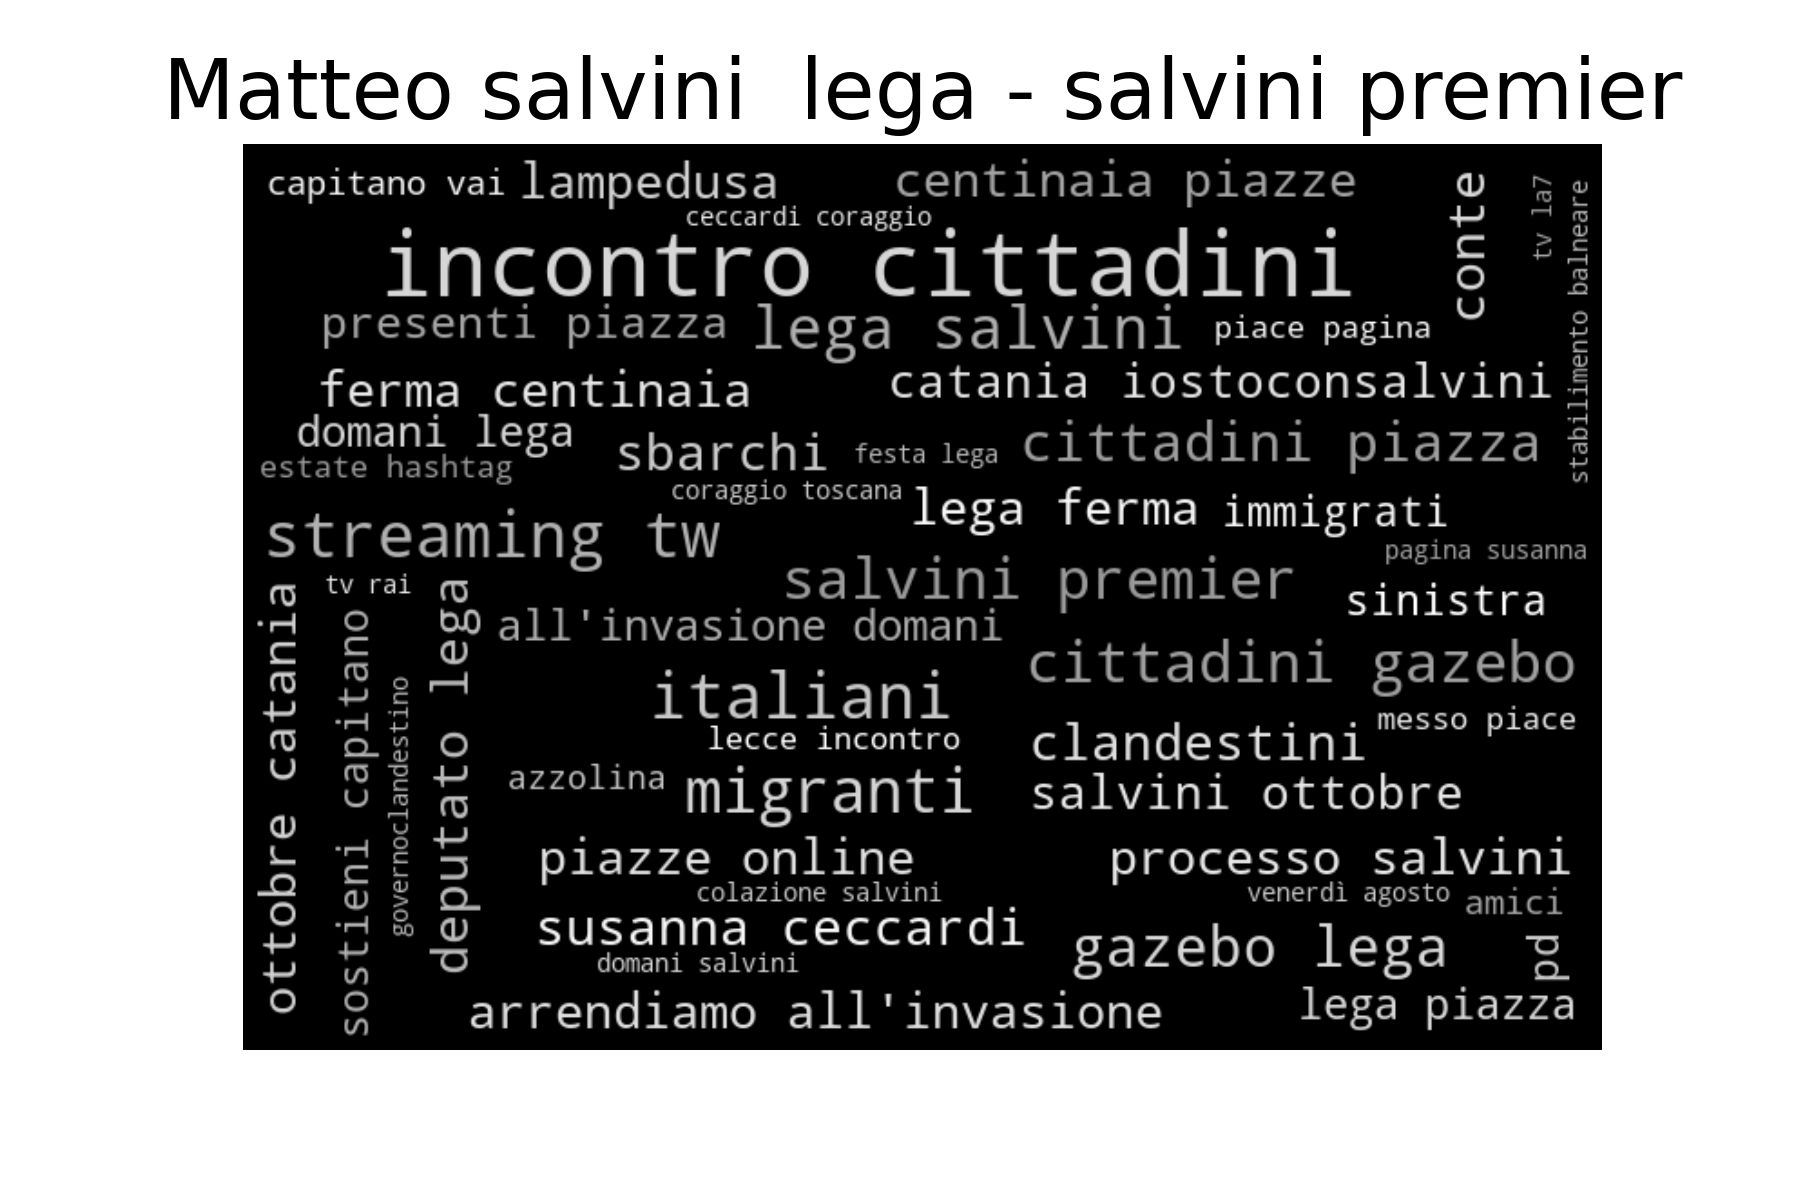 Matteo salvini  lega - salvini premier
capitano vai
lampedusa
centinaia piazze
conte
tv la7
stabilimento balneare
ceccardi coraggio
incontro cittadini
presenti piazza
lega salvini
piace pagina
ferma centinaia
catania iostoconsalvini
domani lega
sbarchi
festa lega
cittadini piazza
estate hashtag
coraggio toscana
lega ferma
immigrati
streaming tw
pagina susanna
salvini premier
tv rai
sinistra
ottobre catania
sostieni capitano
governoclandestino
deputato lega
all'invasione domani
cittadini gazebo
italiani
messo piace
lecce incontro
clandestini
azzolina
migranti
salvini ottobre
piazze online
processo salvini
colazione salvini
venerdì agosto
amici
susanna ceccardi
gazebo lega
pd
domani salvini
arrendiamo all'invasione
lega piazza